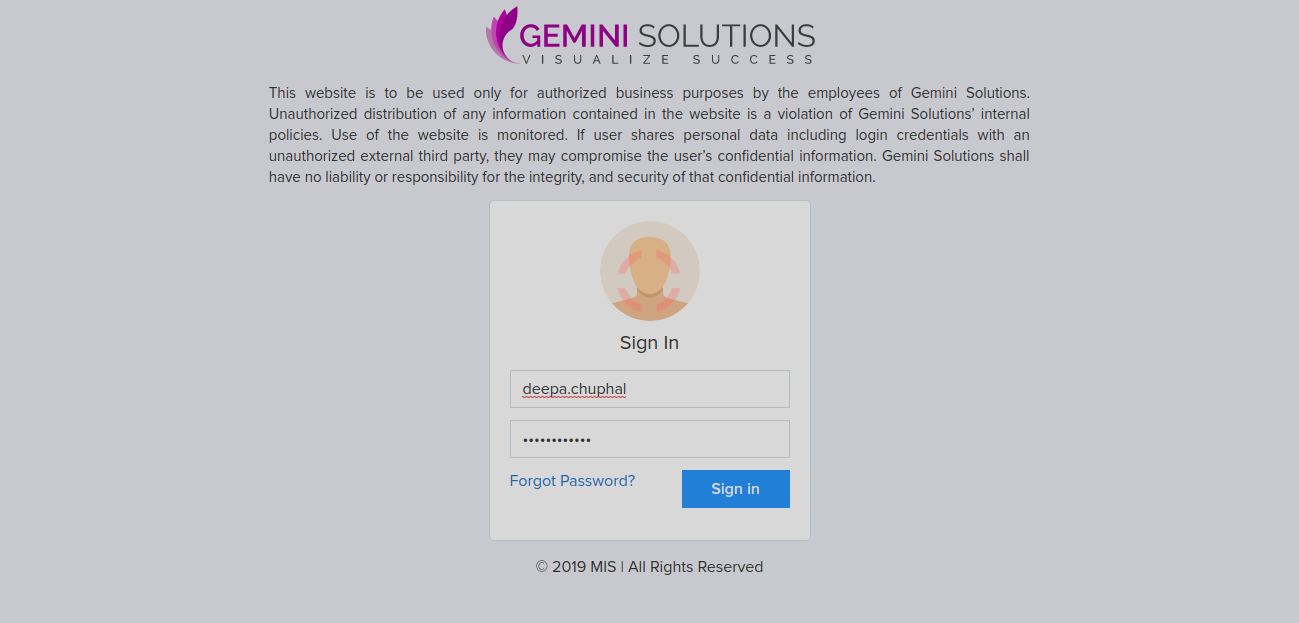 GEMINI SOLUTIONS
VISUALIZE SUCCESS
This website is to be used only for authorized business purposes by the employees of Gemini Solutions.
Unauthorized distribution of any information contained in the website is a violation of Gemini Solutions’ internal
policies. Use of the website is monitored. If user shares personal data including login credentials with an
unauthorized external third party, they may compromise the user’s confidential information. Gemini Solutions shall
have no liability or responsibility for the integrity, and security of that confidential information.
Sign In
deepa.chuphal
••••••••••••
Forgot Password?
Sign in
© 2019 MIS | All Rights Reserved